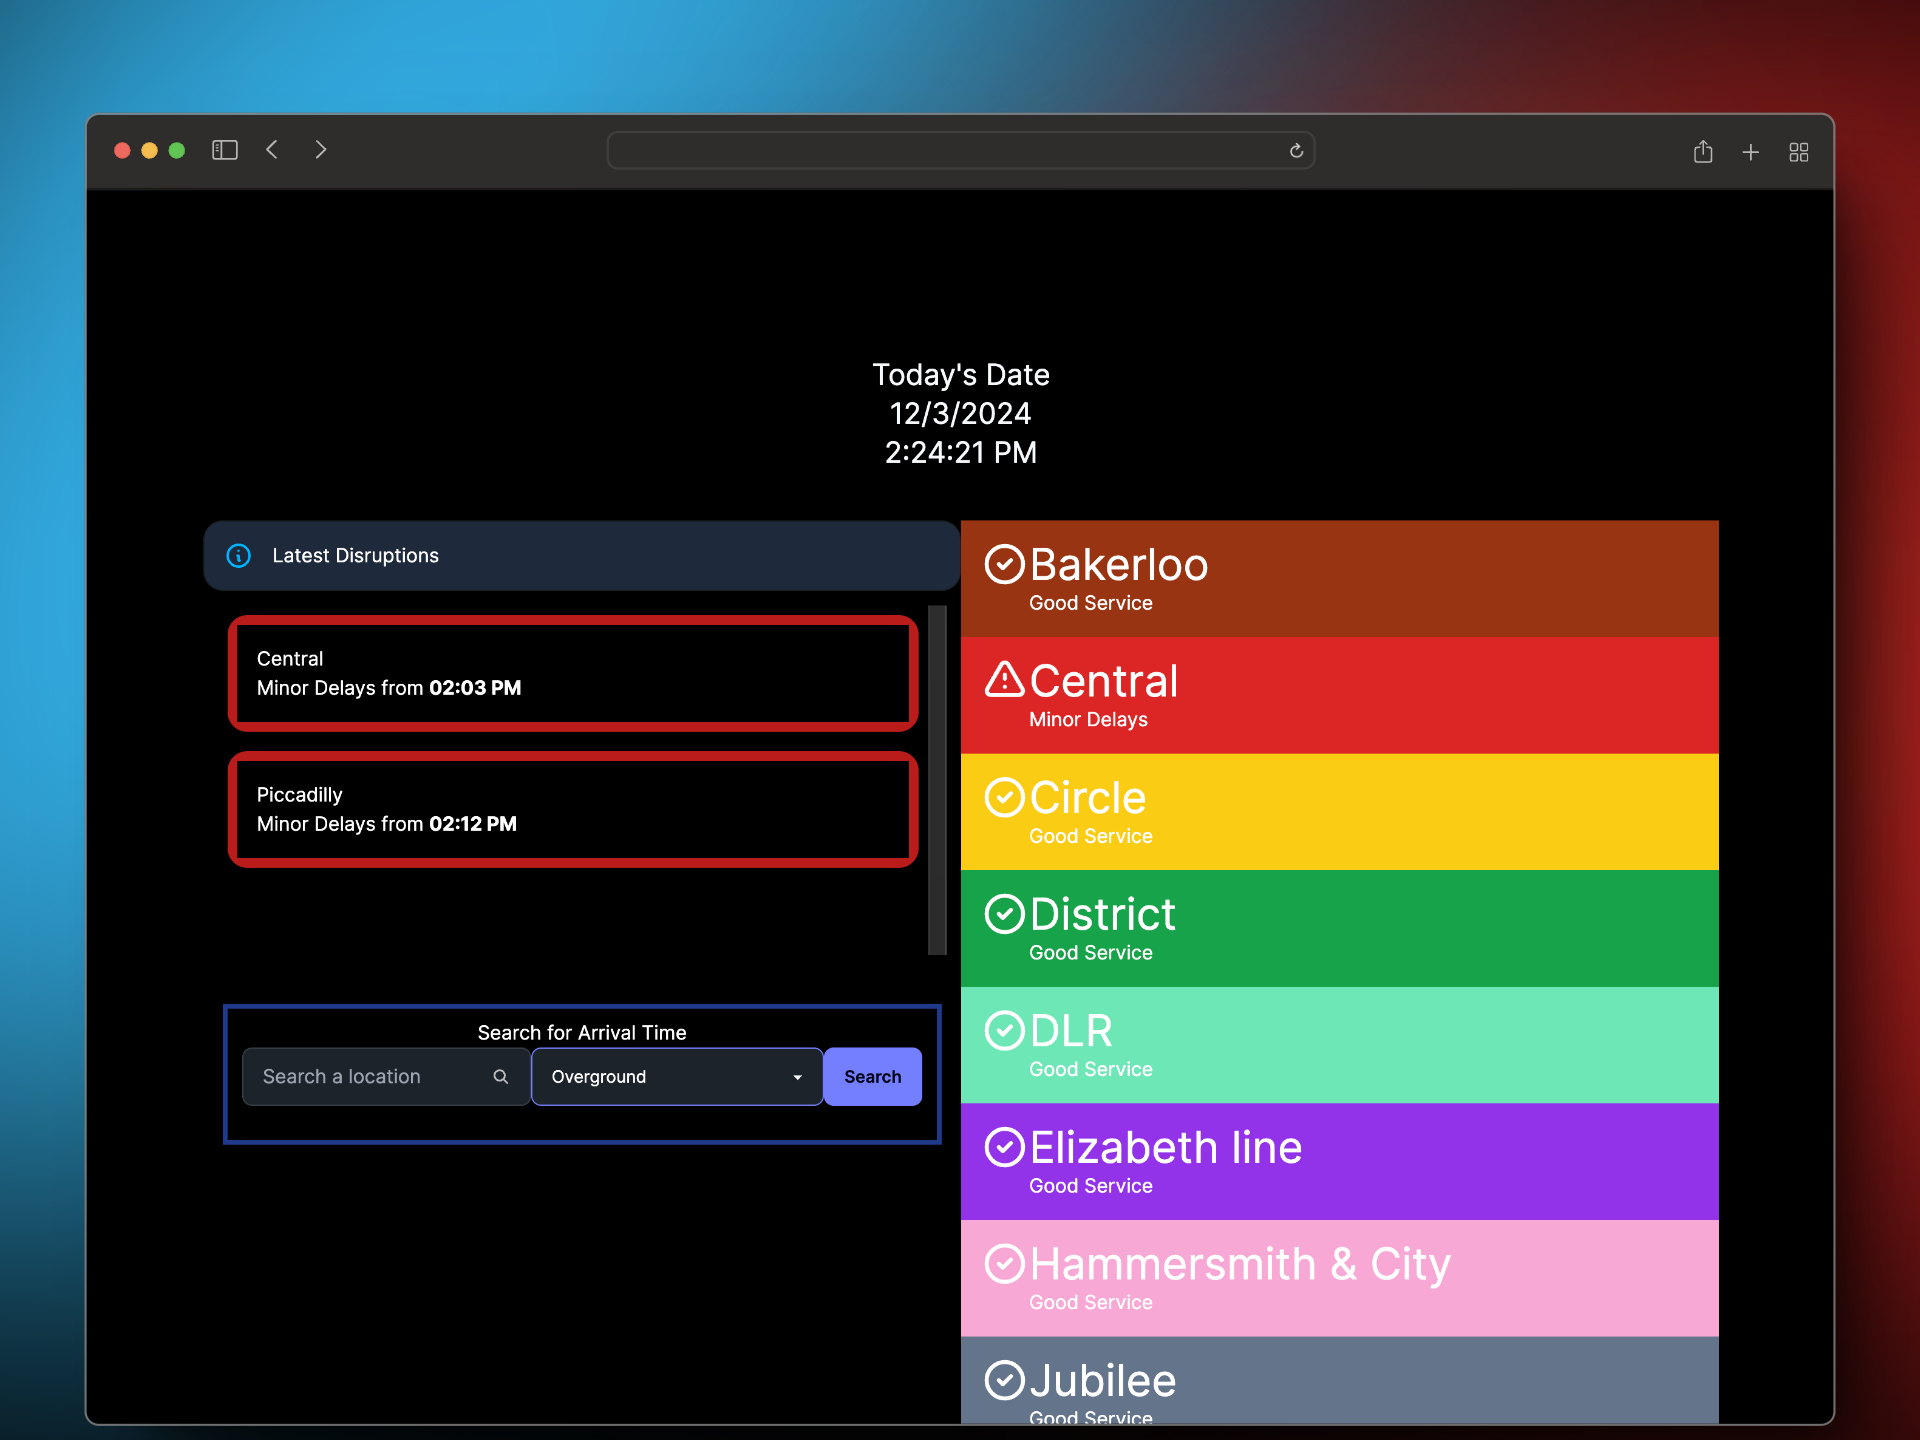 Today's Date
12/3/2024
2:24:21 PM
Latest Disruptions
Central
Minor Delays from 02:03 PM
Piccadilly
Minor Delays from 02:12 PM
Search for Arrival Time
Search a location
Overground
Search
Bakerloo
Good Service
Central
Minor Delays
Circle
Good Service
District
Good Service
DLR
Good Service
Elizabeth line
Good Service
Hammersmith & City
Good Service
Jubilee
Good Service